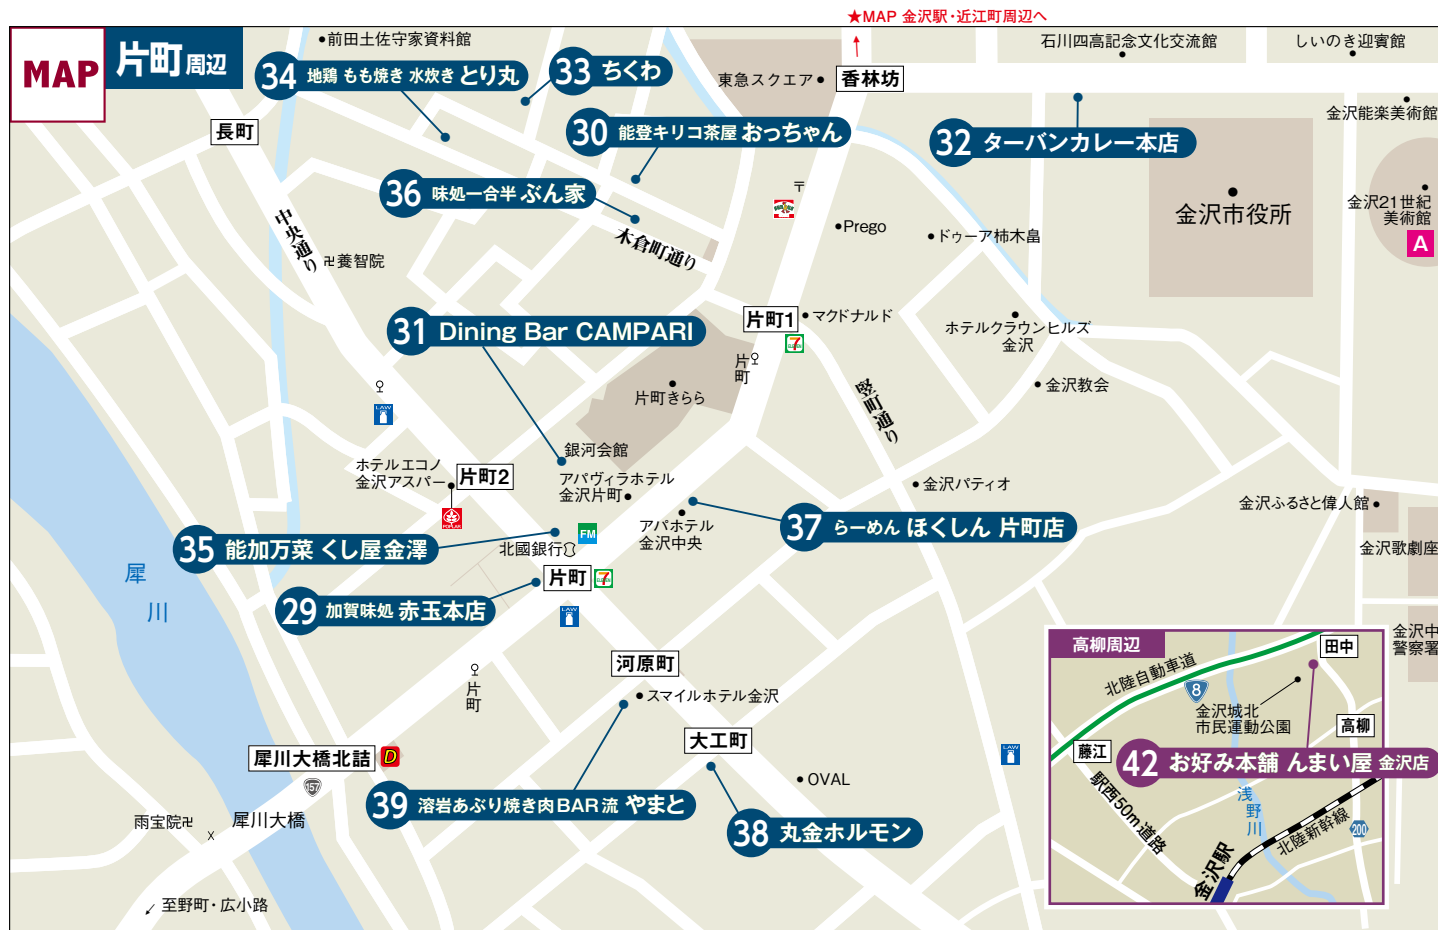 ★MAP 金沢駅・近江町周辺へ
MAP
片町周辺
前田土佐守家資料館
石川四高記念文化交流館
しいのき迎賓館
34 地鶏 もも焼き 水炊き とり丸
33 ちくわ
東急スクエア
香林坊
金沢能楽美術館
長町
30 能登キリコ茶屋 おっちゃん
32 ターバンカレー本店
36 味処一合半 ぶん家
〒
金沢市役所
金沢21世紀
美術館
A
中央通り
木倉町通り
Prego
ドゥーア柿木畠
卍養智院
31 Dining Bar CAMPARI
片町1
マクドナルド
7
ホテルクラウンヒルズ
金沢
片町
片町きらら
竪町通り
金沢教会
LAW
銀河会館
ホテルエコノ
金沢アスパー
片町2
アパヴィラホテル
金沢片町
金沢パティオ
金沢ふるさと偉人館
POPLAR
アパホテル
金沢中央
37 らーめん ほくしん 片町店
35 能加万菜 くし屋金澤
北國銀行
FM
金沢歌劇座
犀川
片町
7
29 加賀味処 赤玉本店
LAW
金沢中
警察署
河原町
片町
スマイルホテル金沢
大工町
犀川大橋北詰
D
157
LAW
39 溶岩あぶり焼き肉BAR流 やまと
OVAL
38 丸金ホルモン
雨宝院卍
犀川大橋
至野町・広小路
高柳周辺
田中
北陸自動車道
8
金沢城北
市民運動公園
高柳
藤江
42 お好み本舗 んまい屋 金沢店
駅西50m道路
浅野川
北陸新幹線
200
金沢駅